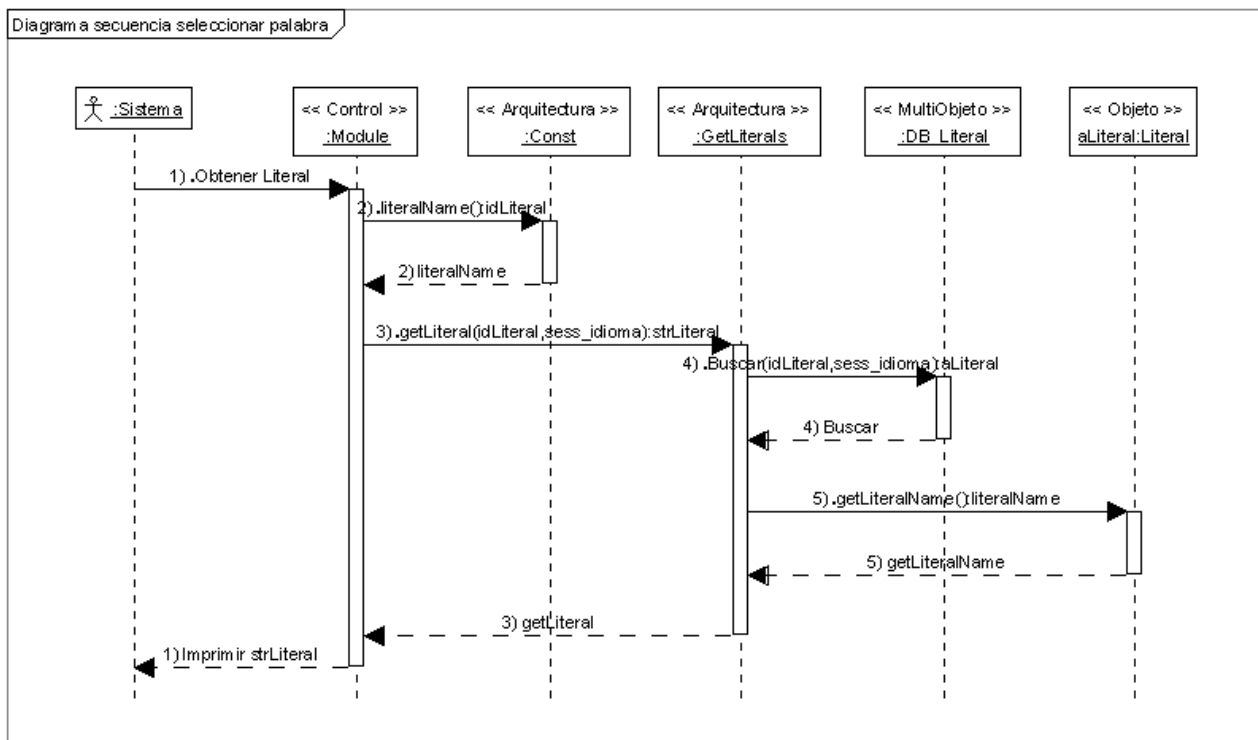 Diagrama secuencia seleccionar palabra
:Sistema
<< Control >>
:Module
<< Arquitectura >>
:Const
<< Arquitectura >>
:GetLiterals
<< MultiObjeto >>
:DB_Literal
<< Objeto >>
aLiteral:Literal
1) .Obtener Literal
2).literalName():idLiteral
2)literalName
3).getLiteral(idLiteral,sess_idioma):strLiteral
4) .Buscar(idLiteral,sess_idioma):aLiteral
4) Buscar
5).getLiteralName():literalName
5) getLiteralName
3) getLiteral
1)Imprimir strLiteral